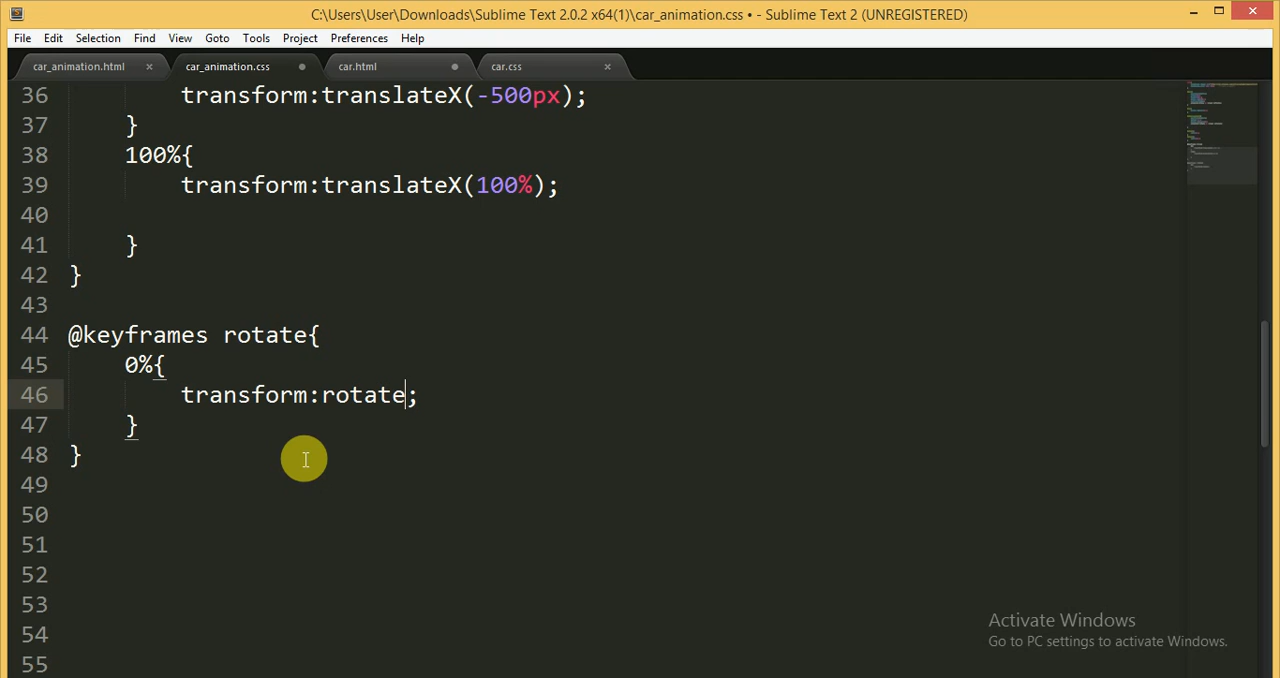 C:\Users\User\Downloads\Sublime Text 2.0.2 x64(1)\car_animation.css • - Sublime Text 2 (UNREGISTERED)
File Edit Selection Find View Goto Tools Project Preferences Help
car_animation.html × car_animation.css car.html car.css ×
36 transform:translateX(-500px);
37 }
38 100%{
39 transform:translateX(100%);
40
41 }
42 }
43
44 @keyframes rotate{
45 0%{
46 transform:rotate;
47 }
48 }
49
50
51
52
53
54
55
Activate Windows
Go to PC settings to activate Windows.